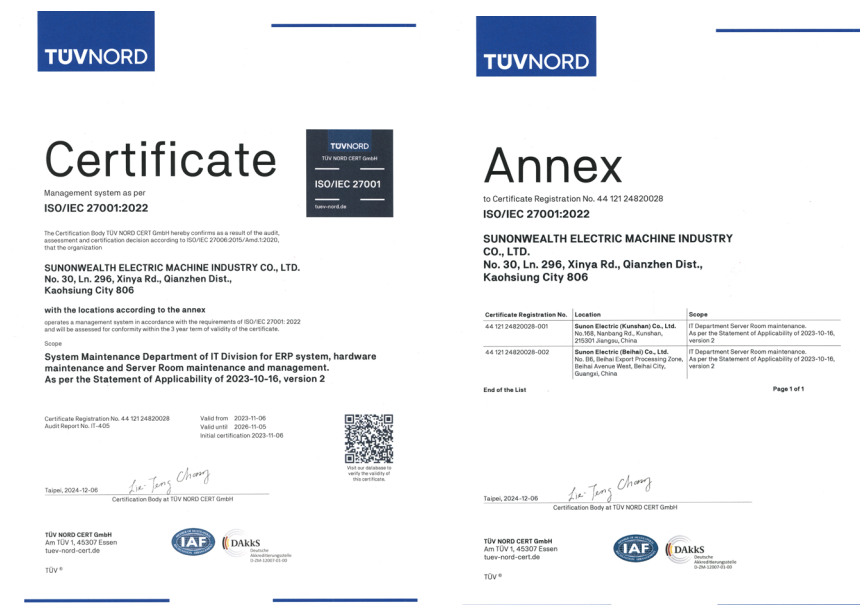 TÜVNORD
Certificate
TÜVNORD
TÜV NORD CERT GmbH
ISO/IEC 27001
tuev-nord.de
Management system as per
ISO/IEC 27001:2022
The Certification Body TÜV NORD CERT GmbH hereby confirms as a result of the audit,
assessment and certification decision according to ISO/IEC 27006:2015/Amd.1:2020,
that the organization
SUNONWEALTH ELECTRIC MACHINE INDUSTRY CO., LTD.
No. 30, Ln. 296, Xinya Rd., Qianzhen Dist.,
Kaohsiung City 806
with the locations according to the annex
operates a management system in accordance with the requirements of ISO/IEC 27001: 2022
and will be assessed for conformity within the 3 year term of validity of the certificate.
Scope
System Maintenance Department of IT Division for ERP system, hardware
maintenance and Server Room maintenance and management.
As per the Statement of Applicability of 2023-10-16, version 2
Certificate Registration No. 44 121 24820028
Audit Report No. IT-405
Valid from 2023-11-06
Valid until 2026-11-05
Initial certification 2023-11-06
Visit our database to
verify the validity of
this certificate.
Taipei, 2024-12-06
Certification Body at TÜV NORD CERT GmbH
TÜV NORD CERT GmbH
Am TÜV 1, 45307 Essen
tuev-nord-cert.de
TÜV ®
IAF
DAkkS
Deutsche
Akkreditierungsstelle
D-ZM-12007-01-00
TÜVNORD
Annex
to Certificate Registration No. 44 121 24820028
ISO/IEC 27001:2022
SUNONWEALTH ELECTRIC MACHINE INDUSTRY
CO., LTD.
No. 30, Ln. 296, Xinya Rd., Qianzhen Dist.,
Kaohsiung City 806
Certificate Registration No. Location Scope
44 121 24820028-001 Sunon Electric (Kunshan) Co., Ltd. IT Department Server Room maintenance.
No.168, Nanbang Rd., Kunshan, As per the Statement of Applicability of 2023-10-16,
215301 Jiangsu, China version 2
44 121 24820028-002 Sunon Electric (Beihai) Co., Ltd. IT Department Server Room maintenance.
No. 86, Beihai Export Processing Zone, As per the Statement of Applicability of 2023-10-16,
Beihai Avenue West, Beihai City, version 2
Guangxi, China
End of the List Page 1 of 1
Taipei, 2024-12-06
Certification Body at TÜV NORD CERT GmbH
TÜV NORD CERT GmbH
Am TÜV 1, 45307 Essen
tuev-nord-cert.de
TÜV ®
IAF
DAkkS
Deutsche
Akkreditierungsstelle
D-ZM-12007-01-00